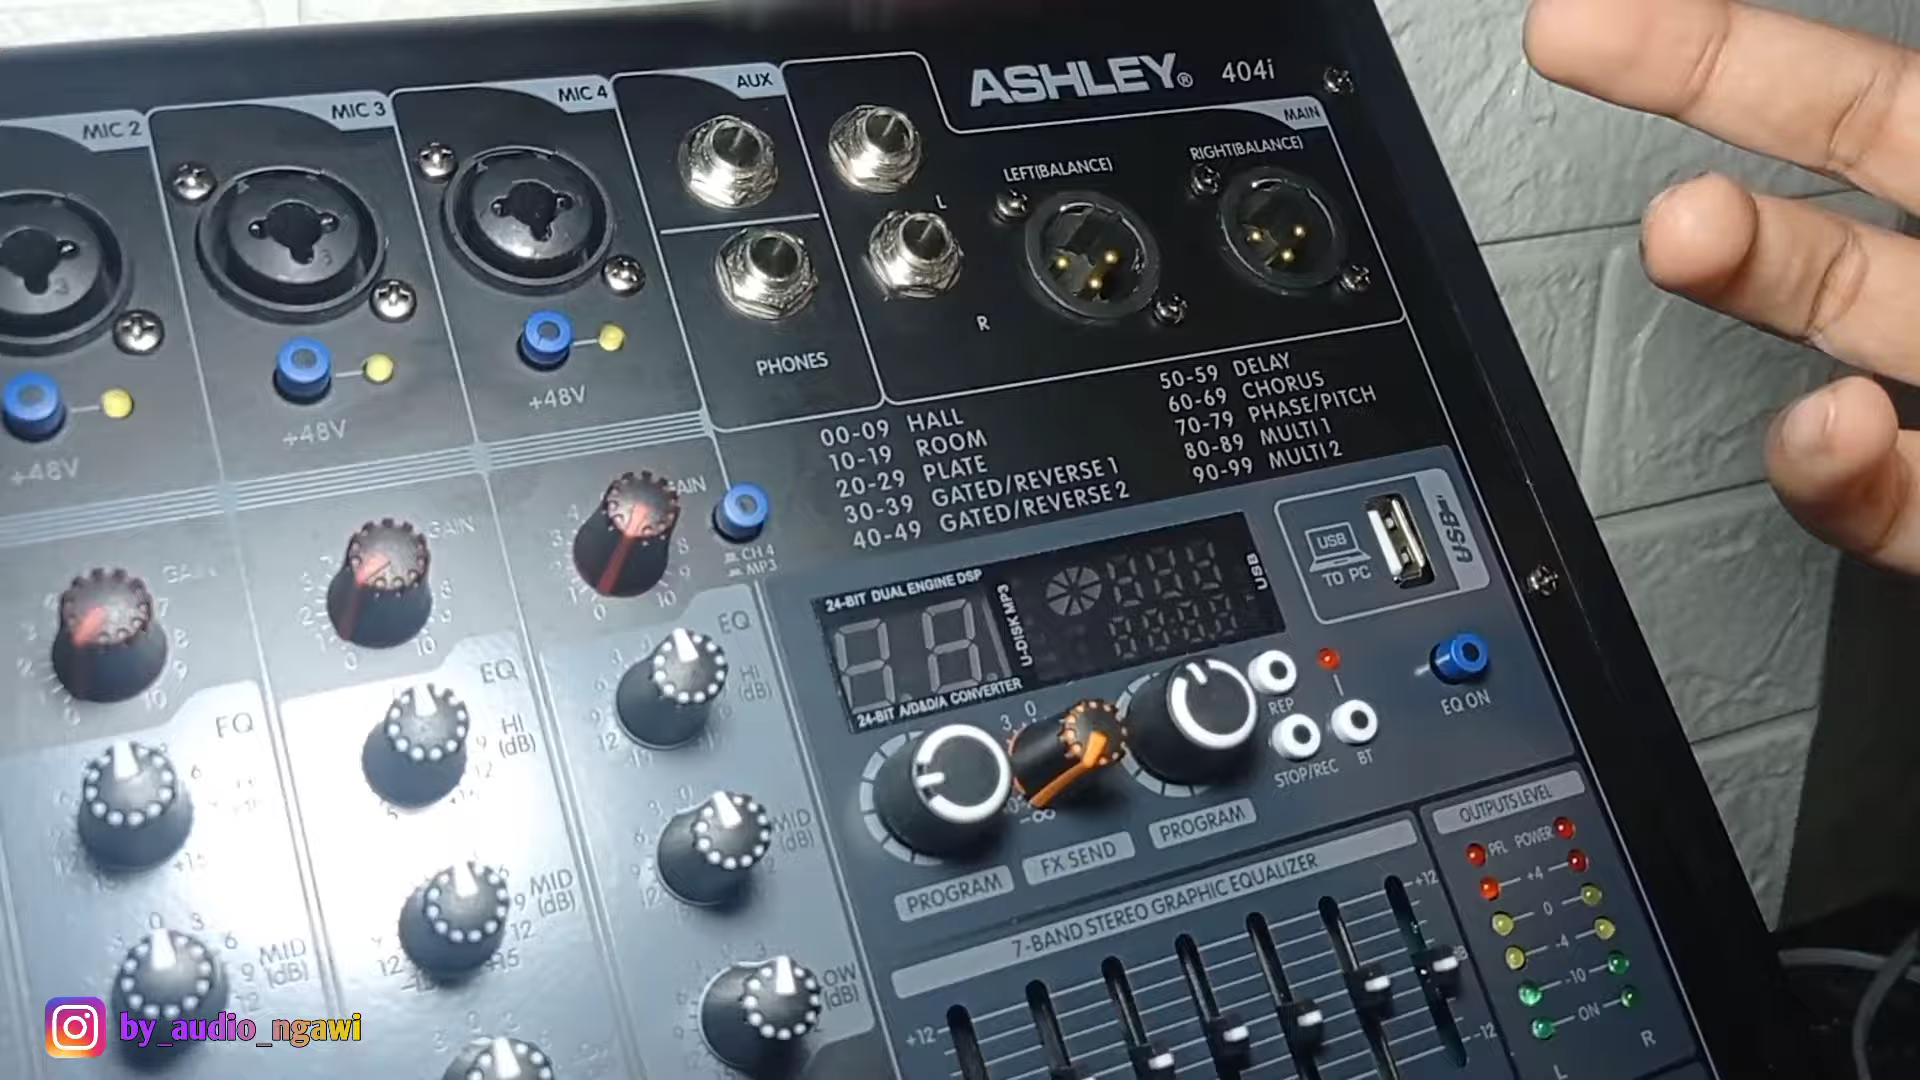 ASHLEY® 404i
MIC 2
MIC 3
MIC 4
AUX
MAIN
LEFT(BALANCE)
RIGHT(BALANCE)
L
R
PHONES
+48V
+48V
+48V
00-09 HALL
10-19 ROOM
20-29 PLATE
30-39 GATED/REVERSE 1
40-49 GATED/REVERSE 2
50-59 DELAY
60-69 CHORUS
70-79 PHASE/PITCH
80-89 MULTI 1
90-99 MULTI 2
GAIN
GAIN
GAIN
CH.4
MP3
24-BIT DUAL ENGINE DSP
24-BIT A/D&D/A CONVERTER
U-DISK MP3
USB
USB
TO PC
USB
REP
STOP/REC
BT
EQ ON
EQ
HI
(dB)
EQ
HI
(dB)
EQ
MID
(dB)
MID
(dB)
MID
(dB)
LOW
(dB)
PROGRAM
FX SEND
PROGRAM
7-BAND STEREO GRAPHIC EQUALIZER
+12
+12
-12
OUTPUTS LEVEL
PFL POWER
+4
0
-4
-10
ON
L
R
by_audio_ngawi